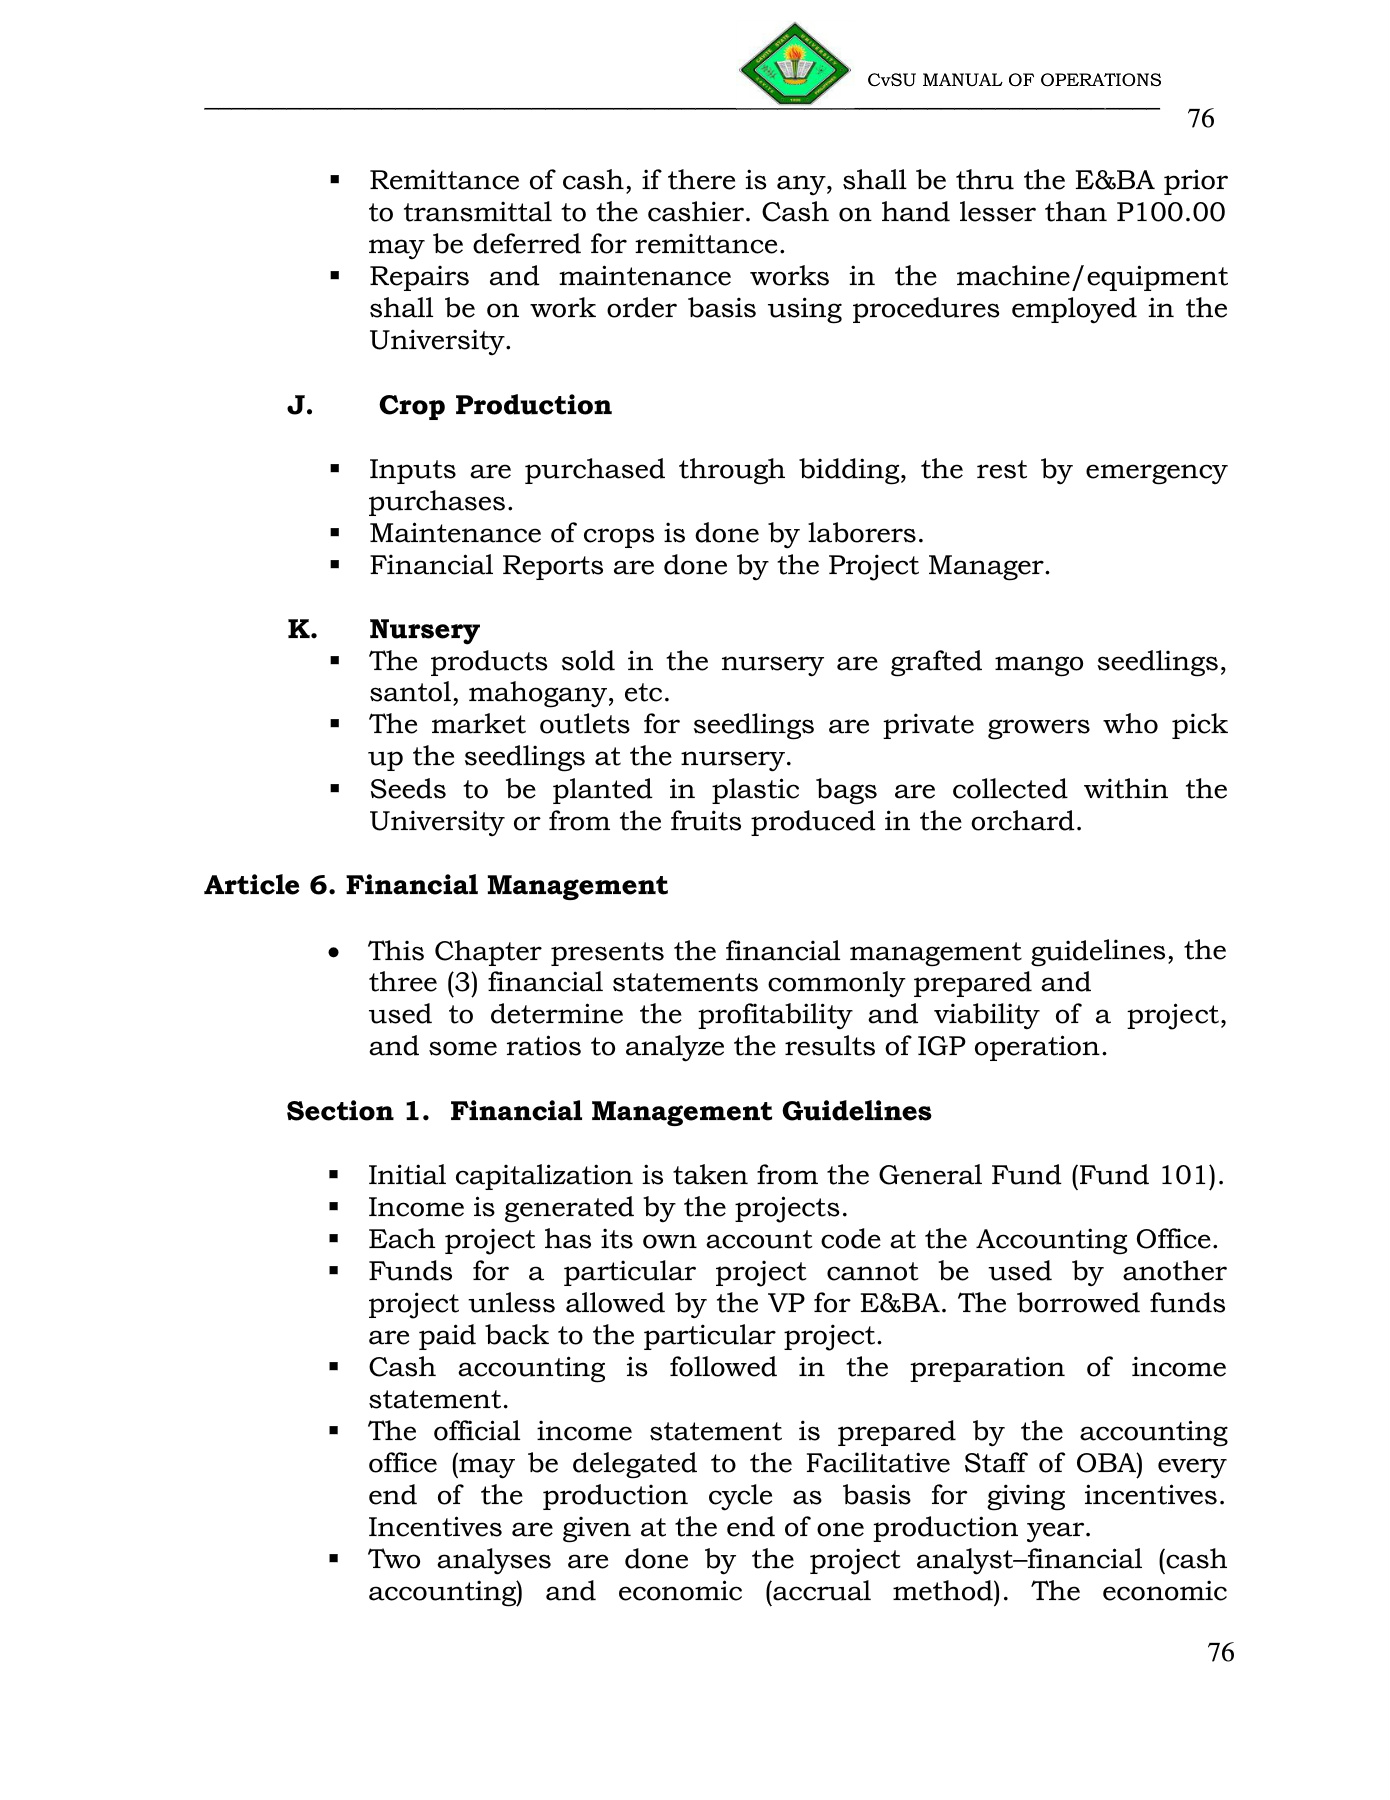 CvSU MANUAL OF OPERATIONS
76
▪ Remittance of cash, if there is any, shall be thru the E&BA prior
to transmittal to the cashier. Cash on hand lesser than P100.00
may be deferred for remittance.
▪ Repairs and maintenance works in the machine/equipment
shall be on work order basis using procedures employed in the
University.
J. Crop Production
▪ Inputs are purchased through bidding, the rest by emergency
purchases.
▪ Maintenance of crops is done by laborers.
▪ Financial Reports are done by the Project Manager.
K. Nursery
▪ The products sold in the nursery are grafted mango seedlings,
santol, mahogany, etc.
▪ The market outlets for seedlings are private growers who pick
up the seedlings at the nursery.
▪ Seeds to be planted in plastic bags are collected within the
University or from the fruits produced in the orchard.
Article 6. Financial Management
• This Chapter presents the financial management guidelines, the
three (3) financial statements commonly prepared and
used to determine the profitability and viability of a project,
and some ratios to analyze the results of IGP operation.
Section 1. Financial Management Guidelines
▪ Initial capitalization is taken from the General Fund (Fund 101).
▪ Income is generated by the projects.
▪ Each project has its own account code at the Accounting Office.
▪ Funds for a particular project cannot be used by another
project unless allowed by the VP for E&BA. The borrowed funds
are paid back to the particular project.
▪ Cash accounting is followed in the preparation of income
statement.
▪ The official income statement is prepared by the accounting
office (may be delegated to the Facilitative Staff of OBA) every
end of the production cycle as basis for giving incentives.
Incentives are given at the end of one production year.
▪ Two analyses are done by the project analyst–financial (cash
accounting) and economic (accrual method). The economic
76